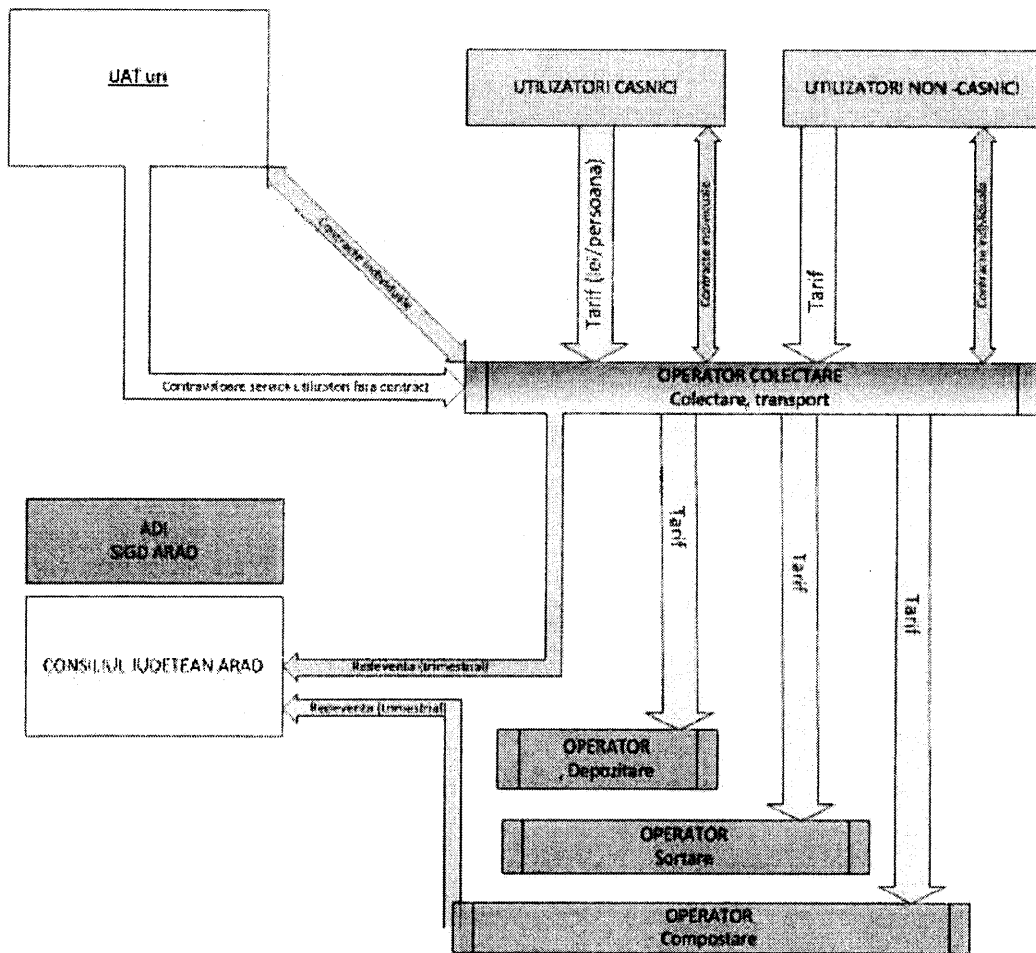 UAT uri
UTILIZATORI CASNICI
UTILIZATORI NON -CASNICI
Contracte individuale
Tarif (lei/persoana)
Contracte individuale
Tarif
Contracte individuale
Contravaloare servicii utilizatori fara contract
OPERATOR COLECTARE
Colectare, transport
ADI
SIGD ARAD
CONSILIUL JUDETEAN ARAD
Redeventa (trimestrial)
Redeventa (trimestrial)
Tarif
Tarif
Tarif
OPERATOR
, Depozitare
OPERATOR
Sortare
OPERATOR
Compostare